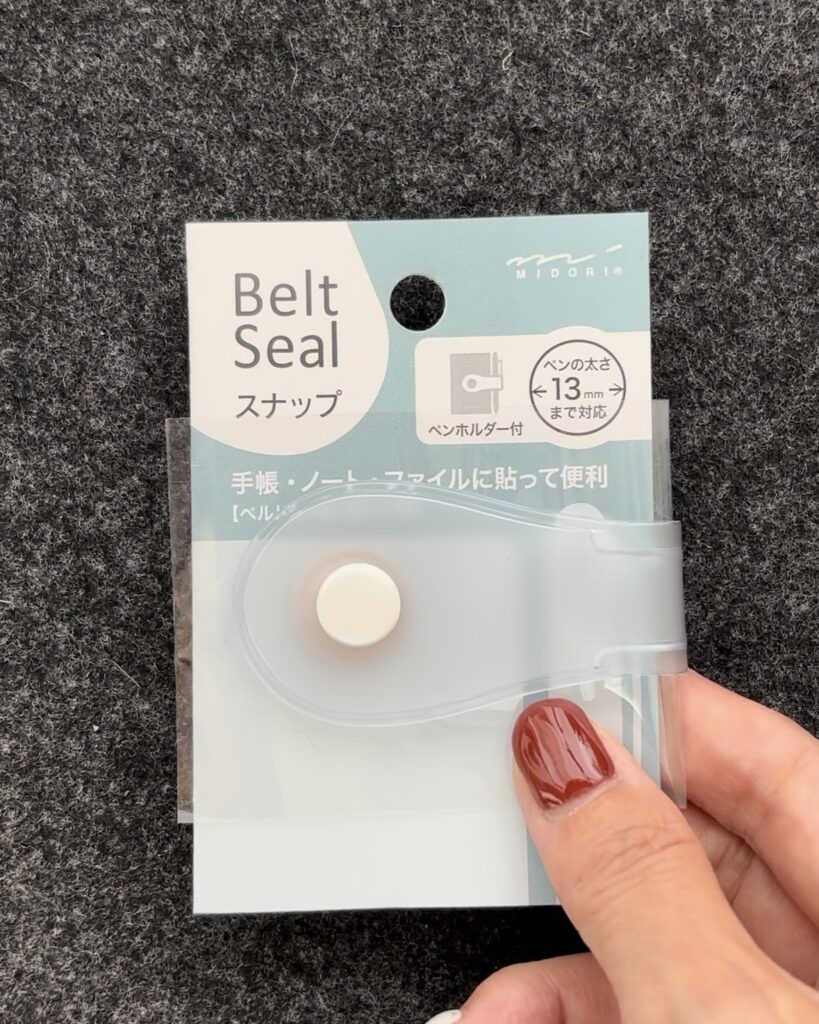 Belt
Seal
スナップ
MIDORI®
ペンホルダー付
ペンの太さ
13mm
まで対応
手帳・ノート・ファイルに貼って便利
【ベル